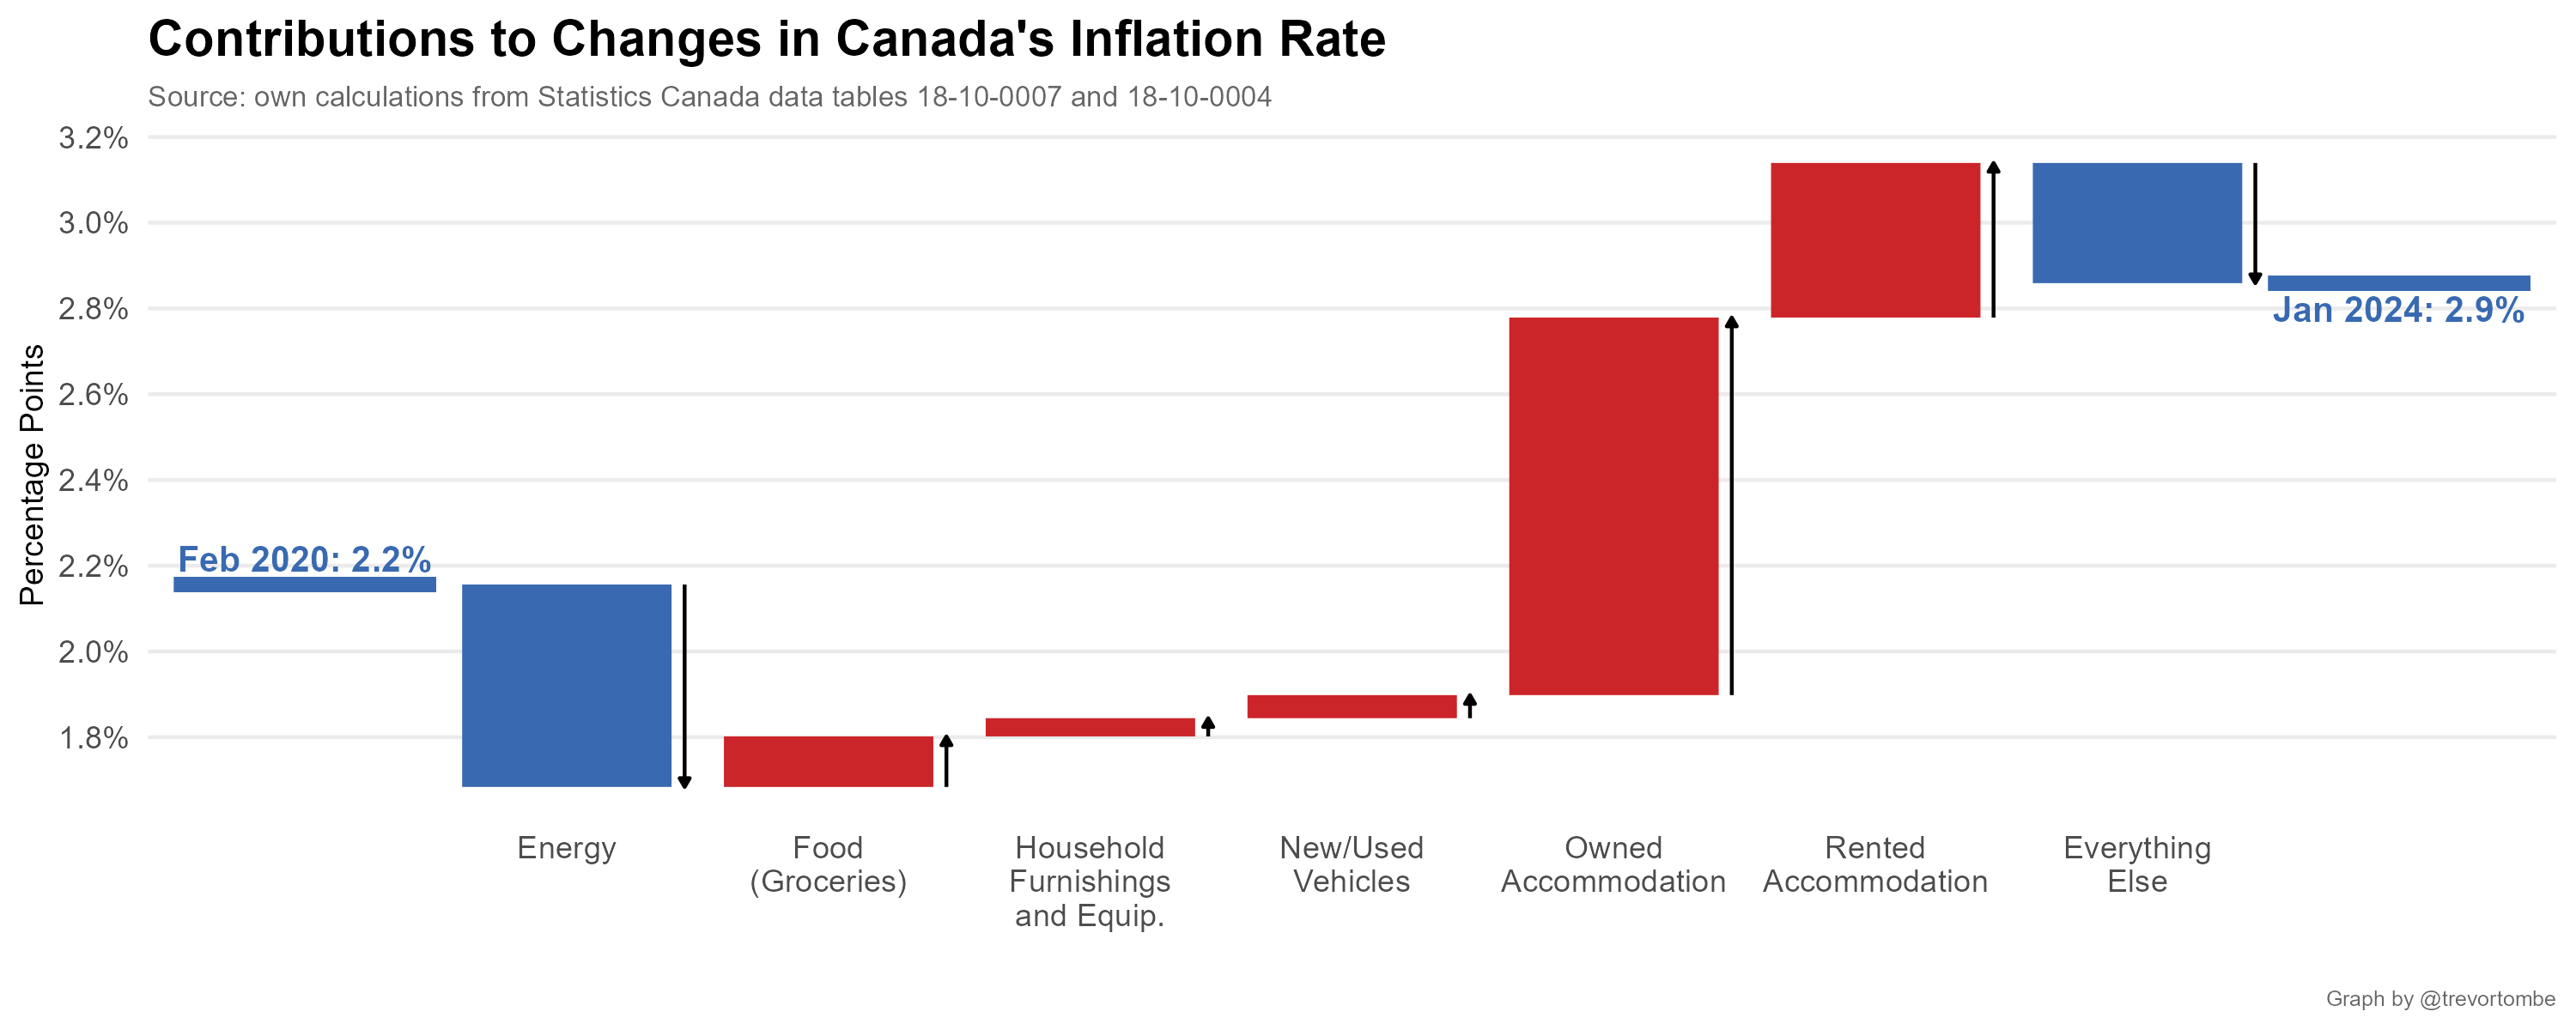 Contributions to Changes in Canada's Inflation Rate
Source: own calculations from Statistics Canada data tables 18-10-0007 and 18-10-0004
Percentage Points
3.2%
3.0%
2.8%
2.6%
2.4%
2.2%
2.0%
1.8%
Feb 2020: 2.2%
Jan 2024: 2.9%
Energy
Food
(Groceries)
Household
Furnishings
and Equip.
New/Used
Vehicles
Owned
Accommodation
Rented
Accommodation
Everything
Else
Graph by @trevortombe